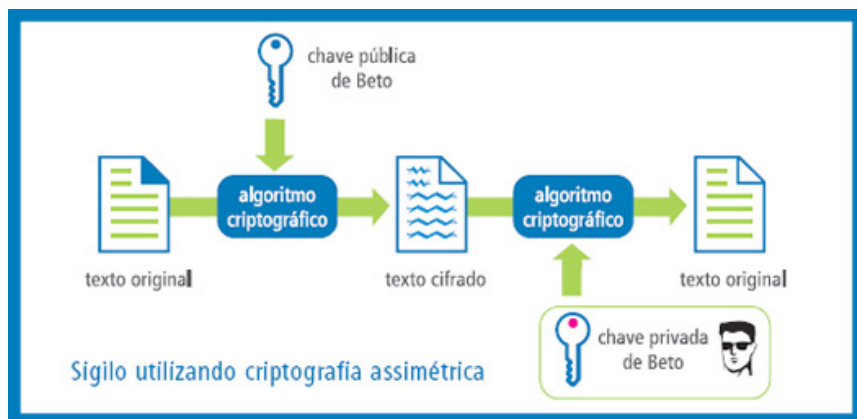 chave pública
de Beto
algoritmo
criptográfico
algoritmo
criptográfico
texto original
texto cifrado
texto original
chave privada
de Beto
Sigilo utilizando criptografia assimétrica